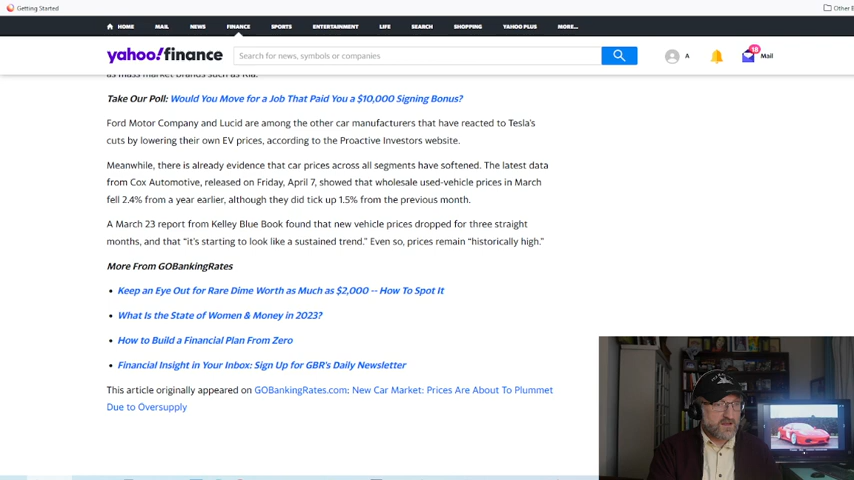 Getting Started
Other B
HOME MAIL NEWS FINANCE SPORTS ENTERTAINMENT LIFE SEARCH SHOPPING YAHOO PLUS MORE...
yahoo!finance
Search for news, symbols or companies
A
18
Mail
as mass market brands such as Kia.
Take Our Poll: Would You Move for a Job That Paid You a $10,000 Signing Bonus?
Ford Motor Company and Lucid are among the other car manufacturers that have reacted to Tesla's
cuts by lowering their own EV prices, according to the Proactive Investors website.
Meanwhile, there is already evidence that car prices across all segments have softened. The latest data
from Cox Automotive, released on Friday, April 7, showed that wholesale used-vehicle prices in March
fell 2.4% from a year earlier, although they did tick up 1.5% from the previous month.
A March 23 report from Kelley Blue Book found that new vehicle prices dropped for three straight
months, and that “it's starting to look like a sustained trend.” Even so, prices remain “historically high.”
More From GOBankingRates
• Keep an Eye Out for Rare Dime Worth as Much as $2,000 -- How To Spot It
• What Is the State of Women & Money in 2023?
• How to Build a Financial Plan From Zero
• Financial Insight in Your Inbox: Sign Up for GBR's Daily Newsletter
This article originally appeared on GOBankingRates.com: New Car Market: Prices Are About To Plummet
Due to Oversupply